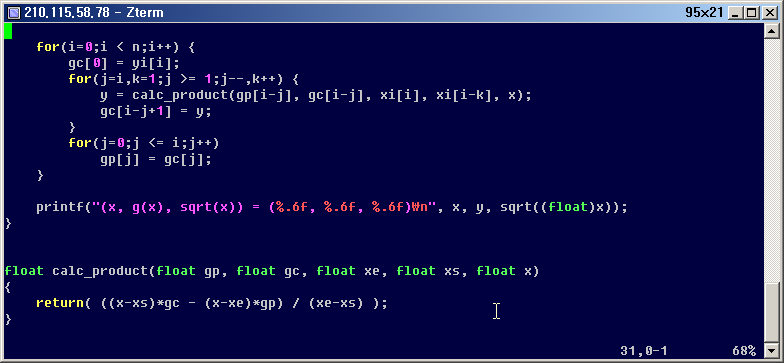 210.115.58.78 - Zterm 95×21
    for(i=0;i < n;i++) {
        gc[0] = yi[i];
        for(j=i,k=1;j >= 1;j--,k++) {
            y = calc_product(gp[i-j], gc[i-j], xi[i], xi[i-k], x);
            gc[i-j+1] = y;
        }
        for(j=0;j <= i;j++)
            gp[j] = gc[j];
    }
    printf("(x, g(x), sqrt(x)) = (%.6f, %.6f, %.6f)₩n", x, y, sqrt((float)x));
}
float calc_product(float gp, float gc, float xe, float xs, float x)
{
    return( ((x-xs)*gc - (x-xe)*gp) / (xe-xs) );
}
31,0-1 68%